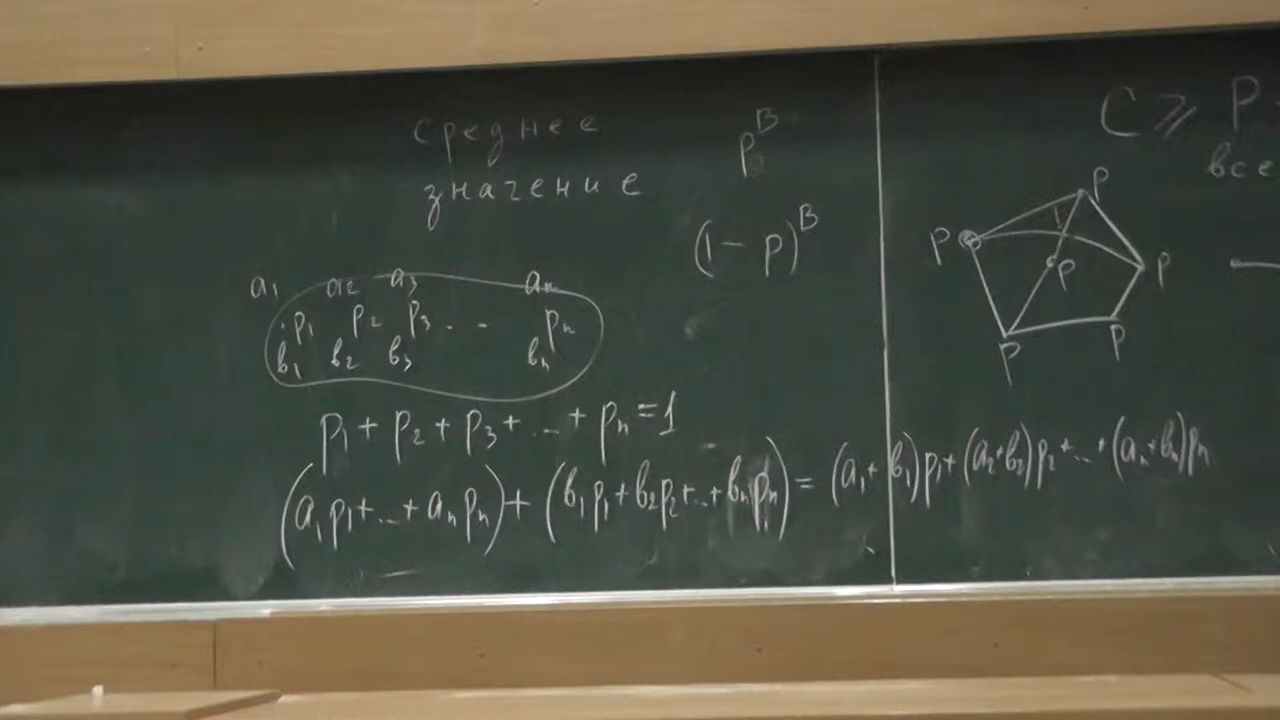 среднее
значение
p^B
(1 - p)^B
a₁ a₂ a₃ aₙ
p₁ p₂ p₃ ... pₙ
b₁ b₂ b₃ bₙ
p₁ + p₂ + p₃ + ... + pₙ = 1
(a₁p₁ + ... + aₙpₙ) + (b₁p₁ + b₂p₂ + ... + bₙpₙ) = (a₁ + b₁)p₁ + (a₂ + b₂)p₂ + ... + (aₙ + bₙ)pₙ
C ⩾ P
все
P
P
P
P
P
P